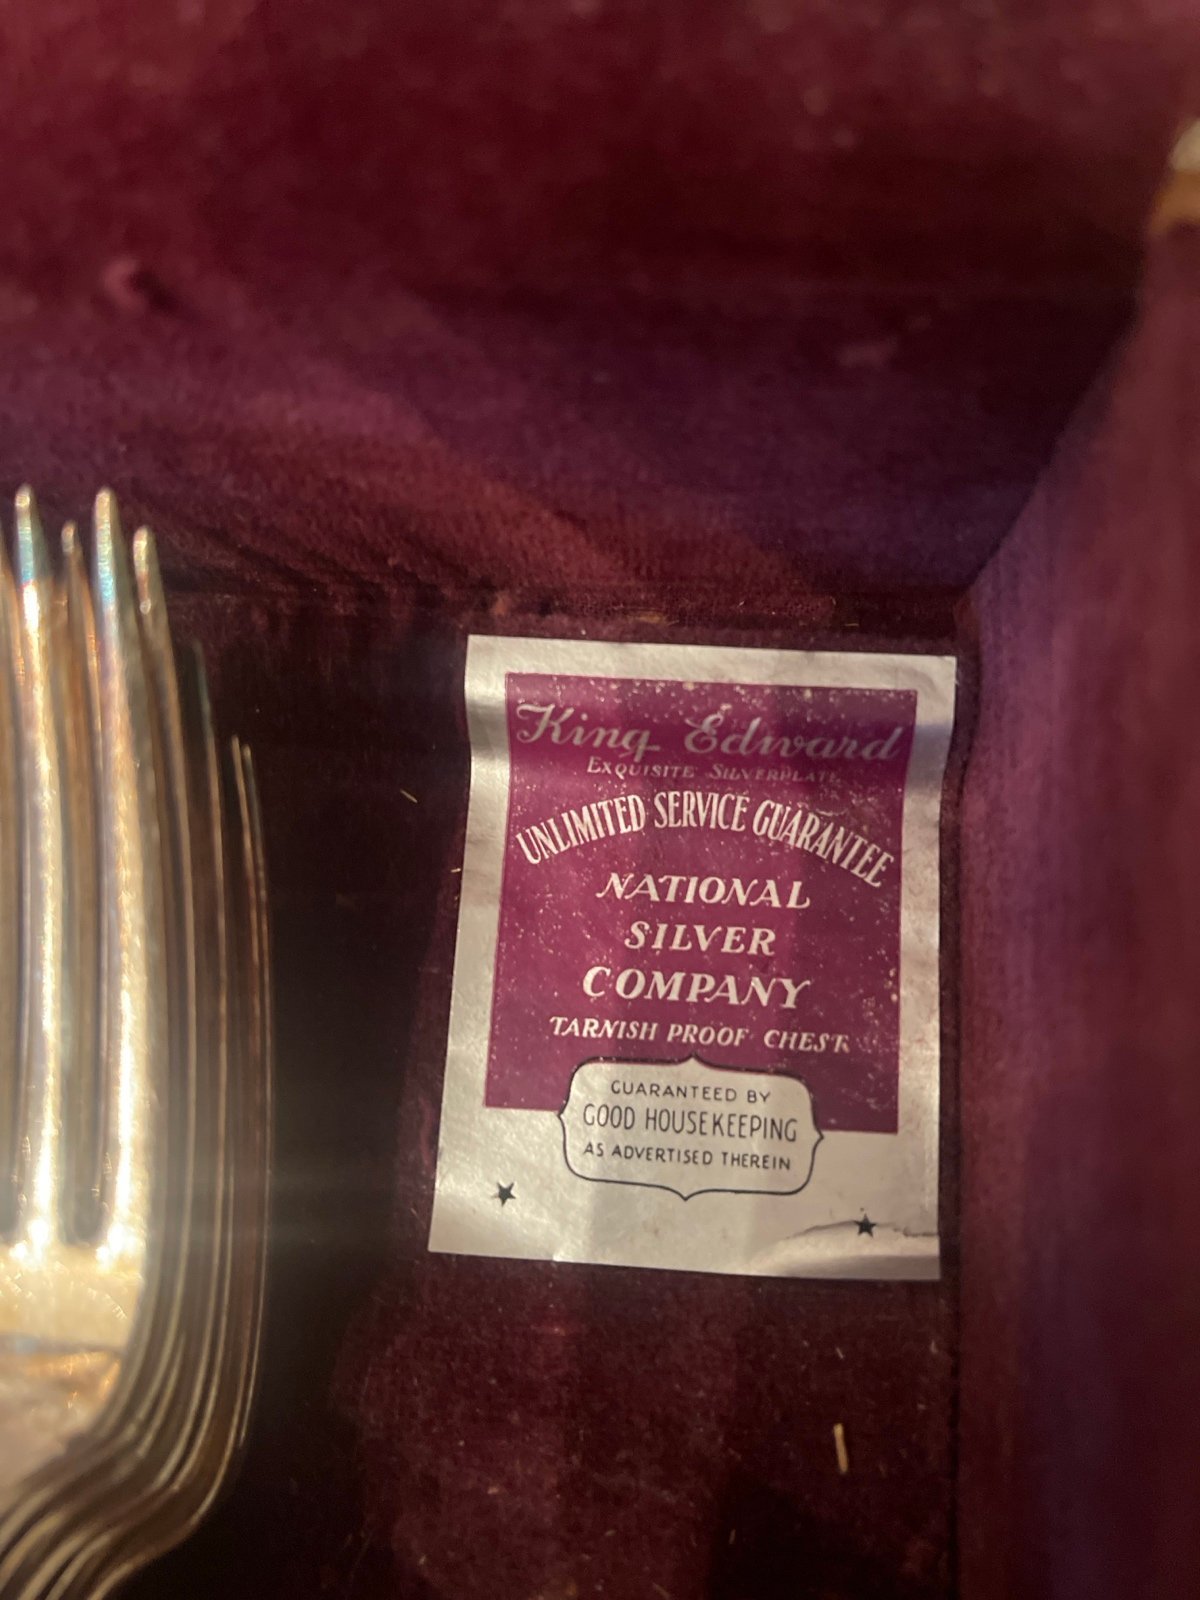 King Edward
EXQUISITE SILVERPLATE
UNLIMITED SERVICE GUARANTEE
NATIONAL
SILVER
COMPANY
TARNISH PROOF CHEST
GUARANTEED BY
GOOD HOUSEKEEPING
AS ADVERTISED THEREIN